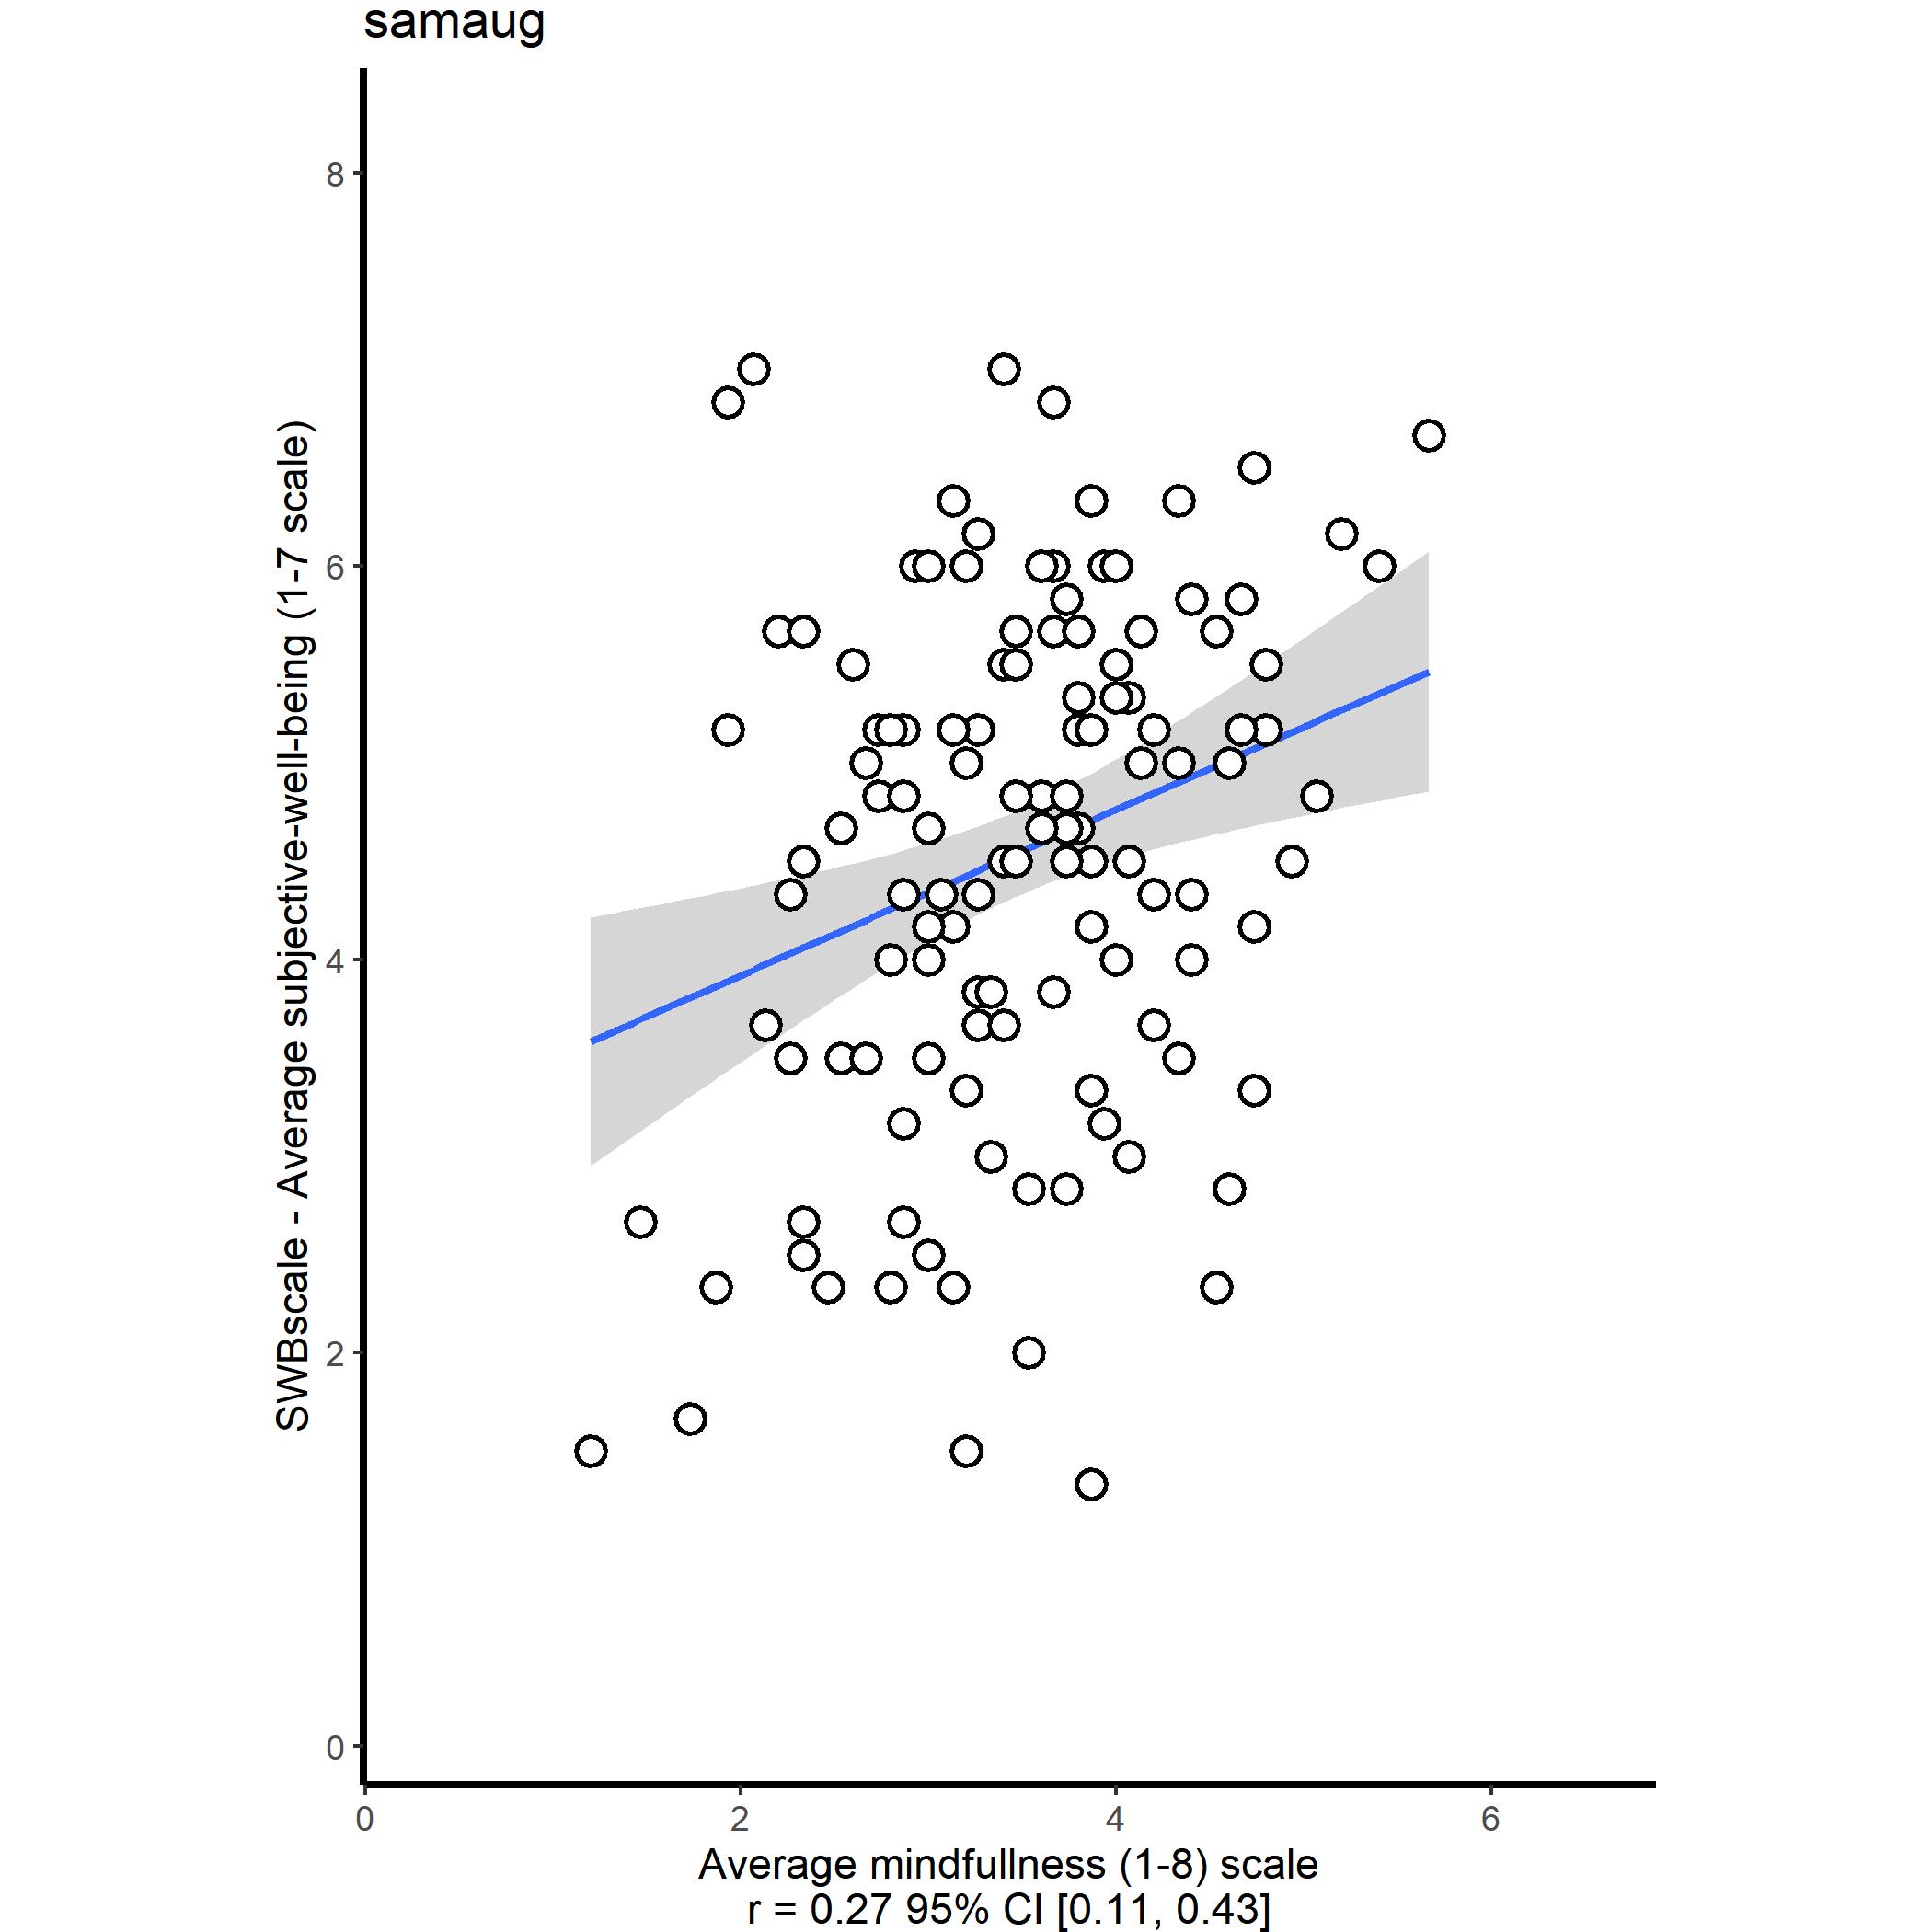 samaug
8
6
4
2
0
SWBscale - Average subjective-well-being (1-7 scale)
0 2 4 6
Average mindfullness (1-8) scale
r = 0.27 95% CI [0.11, 0.43]